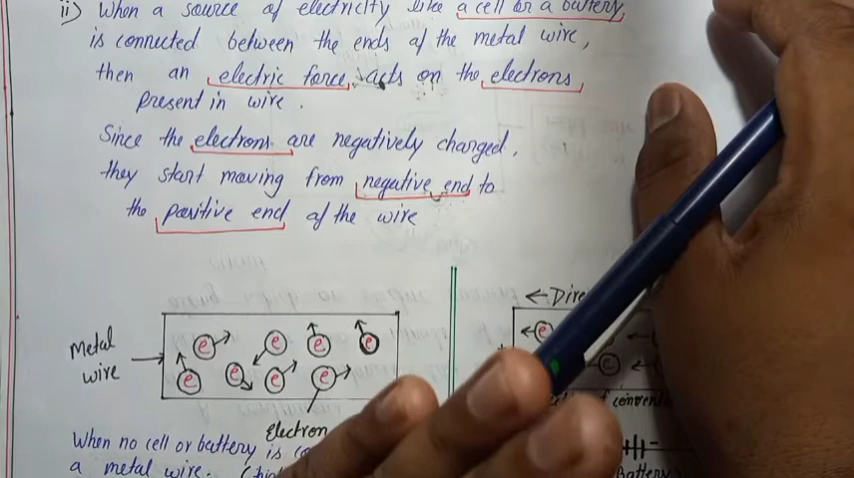 ii) When a source of electricity like a cell or a battery
is connected between the ends of the metal wire,
then an electric force acts on the electrons
present in wire.
Since the electrons are negatively charged,
they start moving from negative end to
the positive end of the wire
Metal
wire
e e e e
e e e e
Electron
When no cell or battery is
a metal wire.
← Dire
e
e
Battery